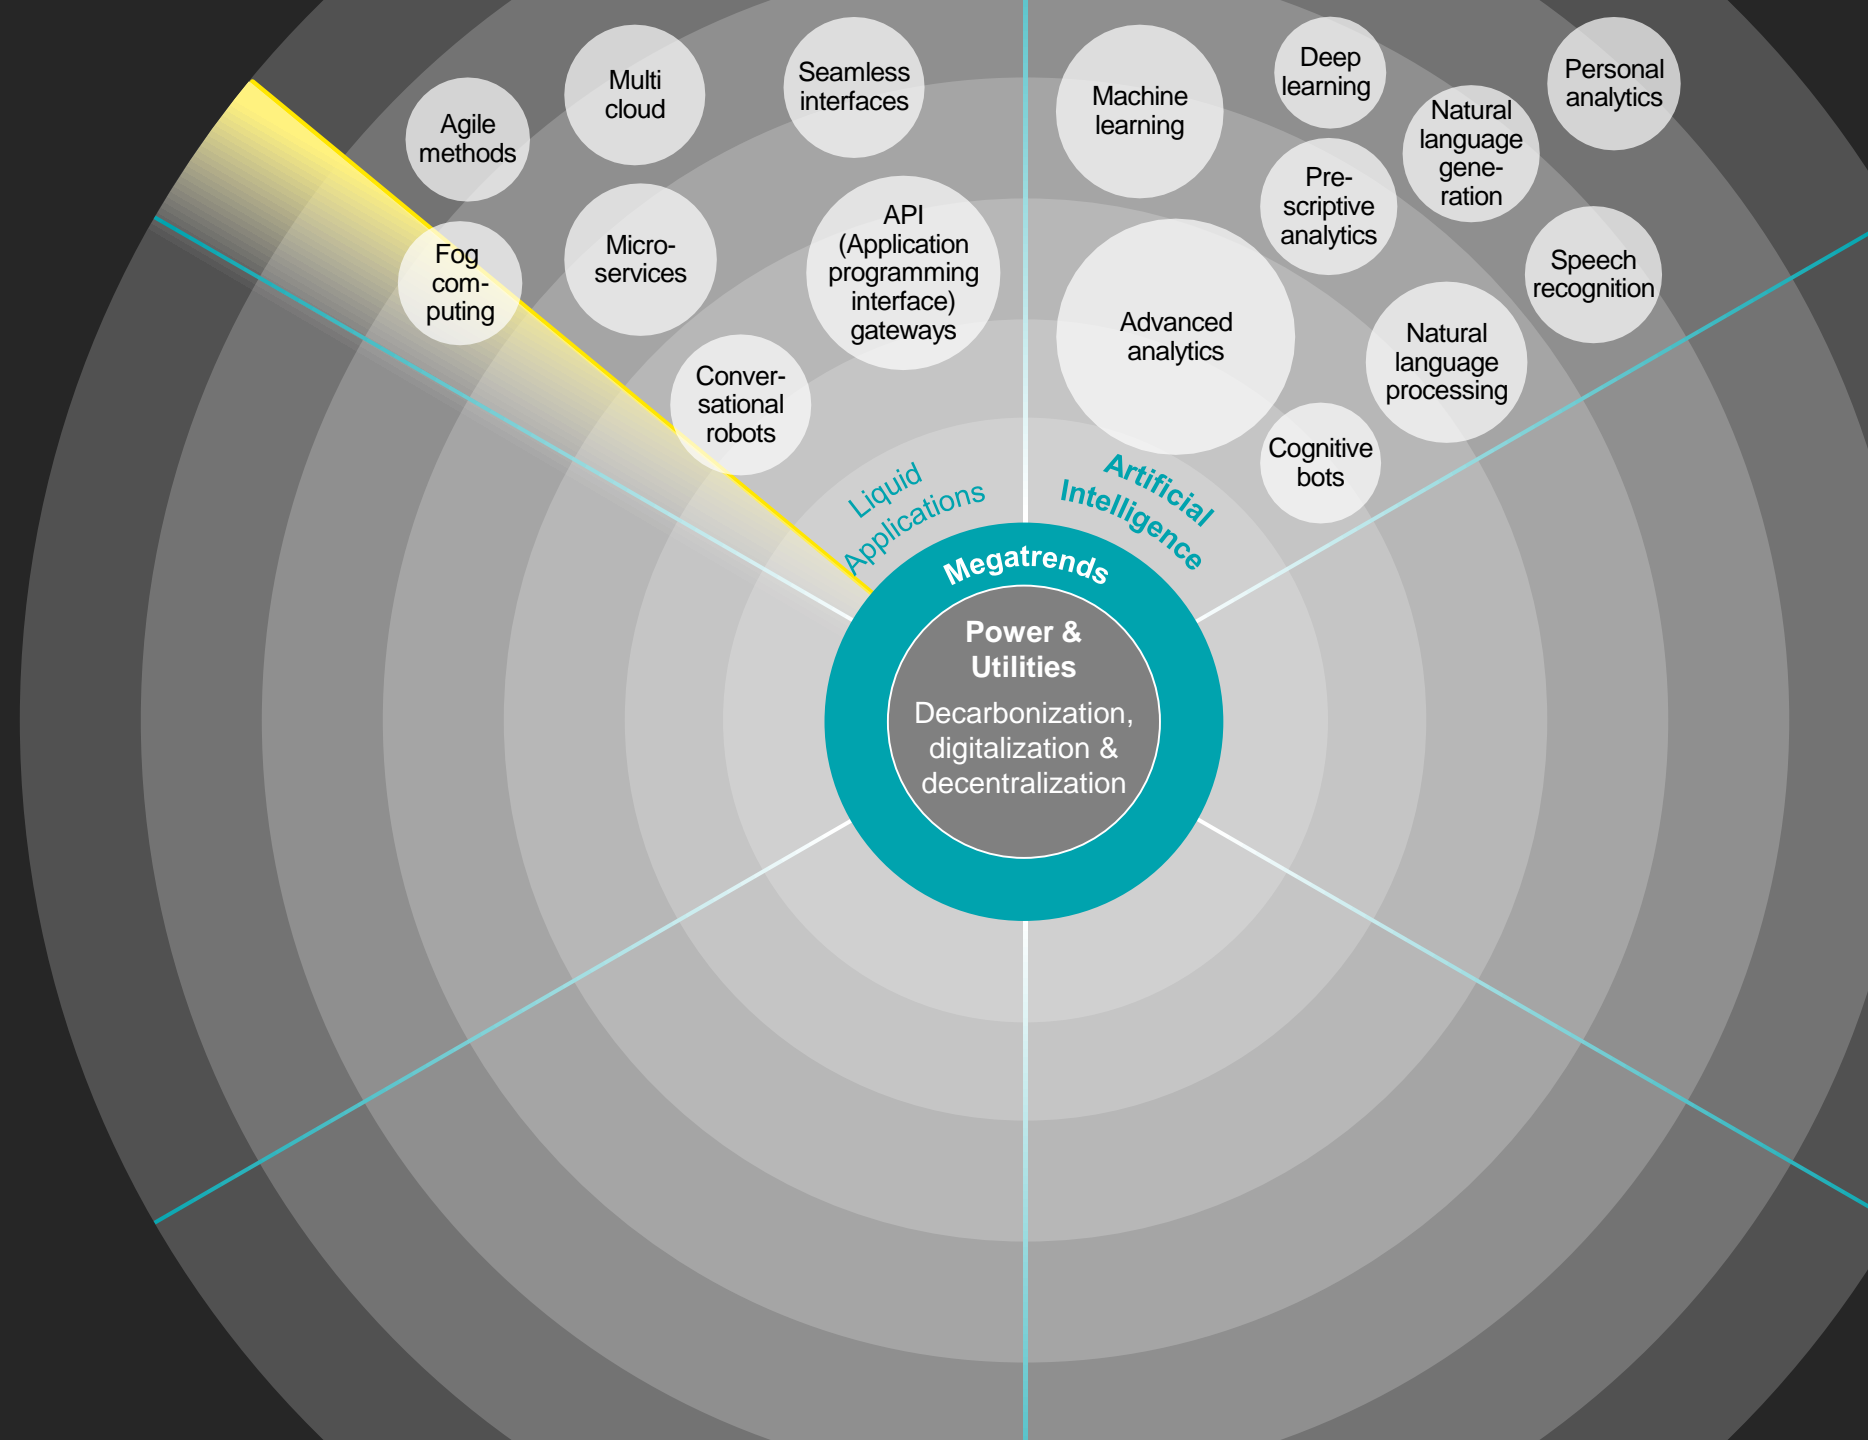 Agile
methods
Multi
cloud
Seamless
interfaces
Fog
com-
puting
Micro-
services
API
(Application
programming
interface)
gateways
Conver-
sational
robots
Liquid
Applications
Machine
learning
Deep
learning
Natural
language
gene-
ration
Personal
analytics
Pre-
scriptive
analytics
Speech
recognition
Advanced
analytics
Natural
language
processing
Cognitive
bots
Artificial
Intelligence
Megatrends
Power &
Utilities
Decarbonization,
digitalization &
decentralization